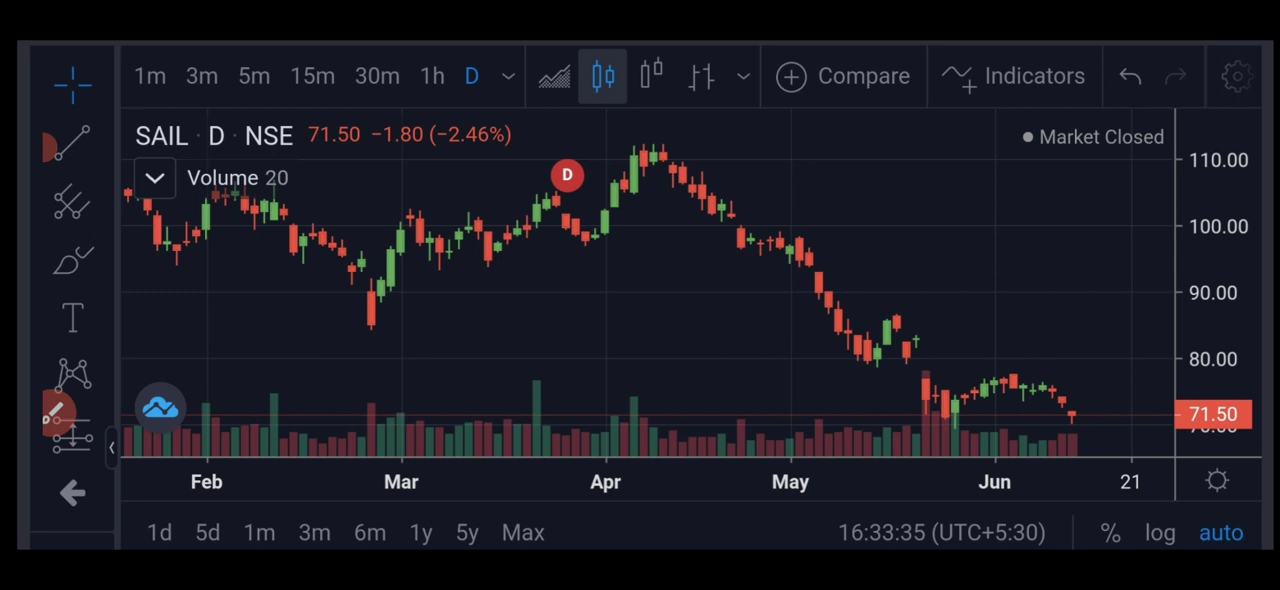 1m 3m 5m 15m 30m 1h D Compare Indicators
SAIL · D · NSE 71.50 −1.80 (−2.46%) Market Closed
Volume 20
D
T
110.00
100.00
90.00
80.00
71.50
Feb Mar Apr May Jun 21
1d 5d 1m 3m 6m 1y 5y Max 16:33:35 (UTC+5:30) % log auto